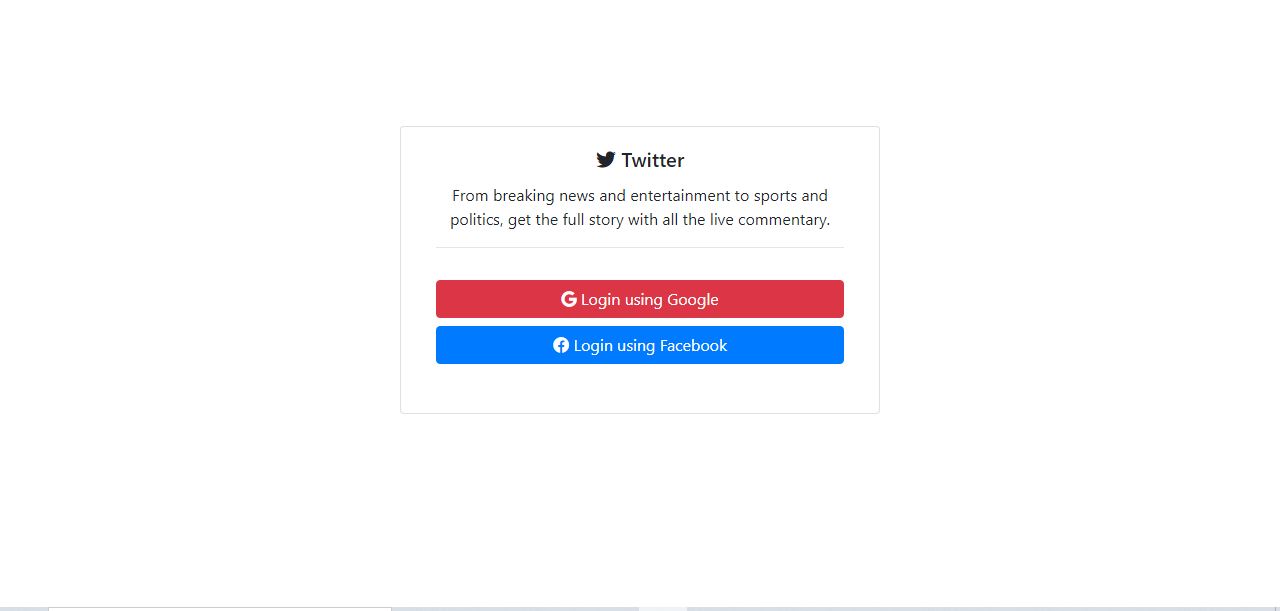 Twitter
From breaking news and entertainment to sports and
politics, get the full story with all the live commentary.
Login using Google
Login using Facebook